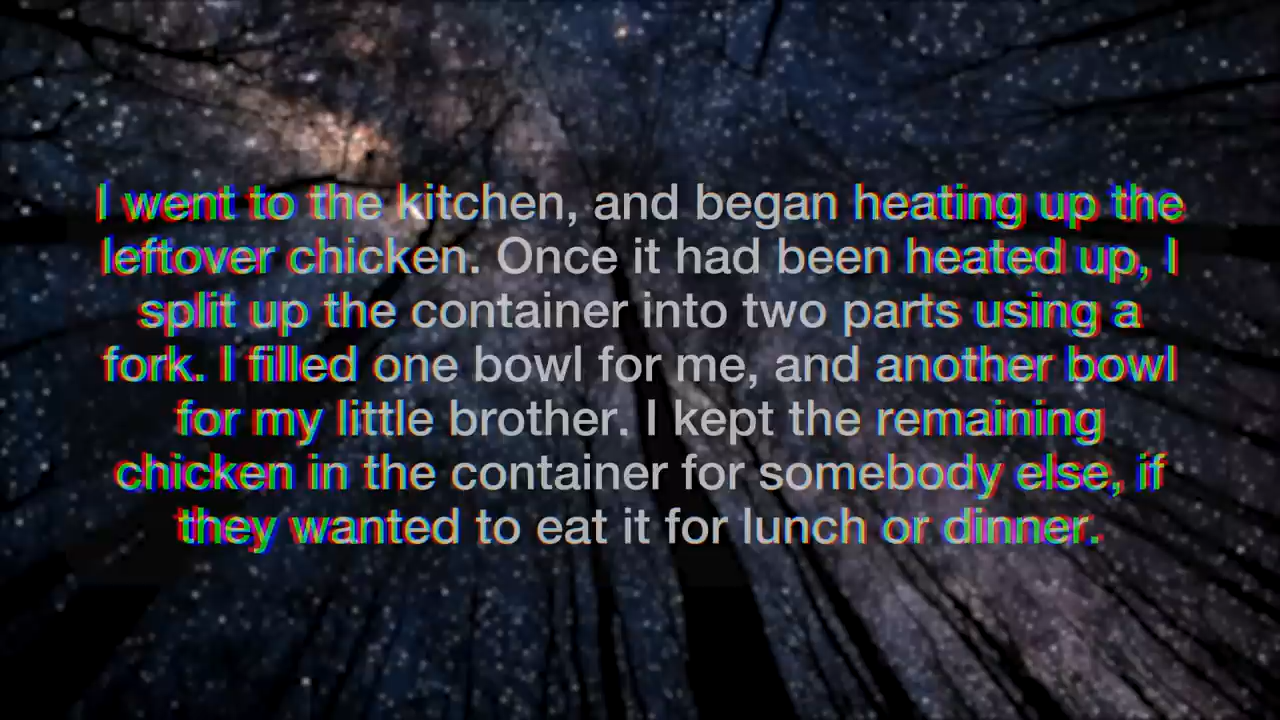 I went to the kitchen, and began heating up the
leftover chicken. Once it had been heated up, I
split up the container into two parts using a
fork. I filled one bowl for me, and another bowl
for my little brother. I kept the remaining
chicken in the container for somebody else, if
they wanted to eat it for lunch or dinner.